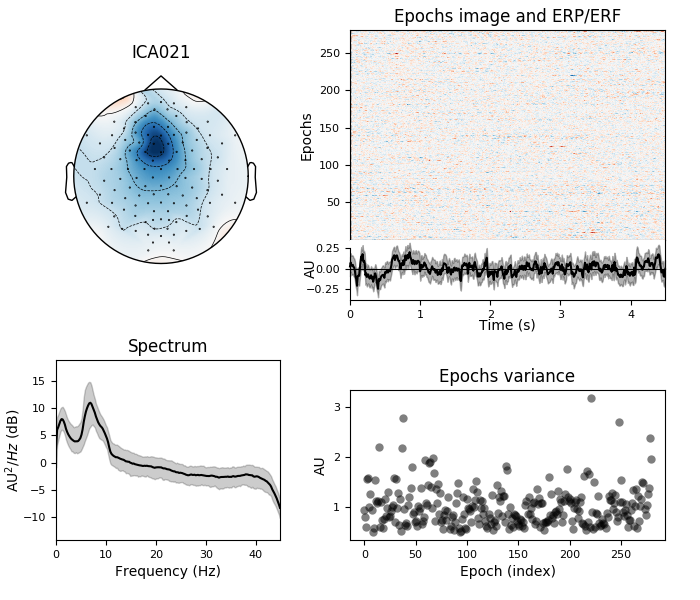 ICA021
Epochs image and ERP/ERF
Epochs
250
200
150
100
50
AU
0.25
0.00
−0.25
0 1 2 3 4
Time (s)
Spectrum
AU²/Hz (dB)
15
10
5
0
−5
−10
0 10 20 30 40
Frequency (Hz)
Epochs variance
AU
3
2
1
0 50 100 150 200 250
Epoch (index)